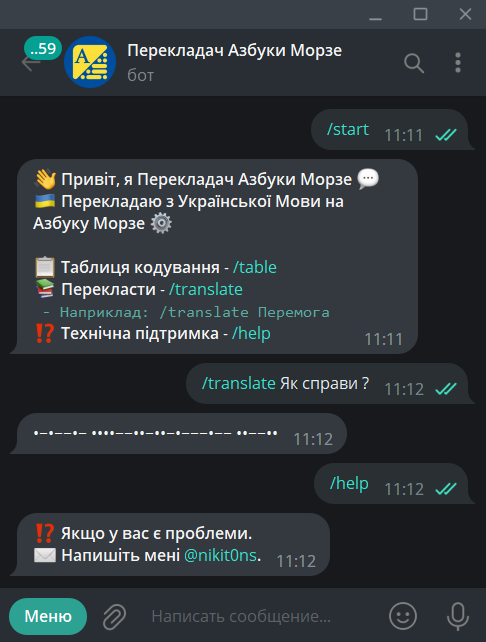 ..59
Перекладач Азбуки Морзе
бот
/start 11:11
👋 Привіт, я Перекладач Азбуки Морзе 💬
🇺🇦 Перекладаю з Української Мови на
Азбуку Морзе ⚙️
📋 Таблиця кодування - /table
📚 Перекласти - /translate
- Наприклад: /translate Перемога
⁉️ Технічна підтримка - /help
11:11
/translate Як справи ? 11:12
•−•−−•− ••••−−••−••−•−−−•−− ••−−•• 11:12
/help 11:12
⁉️ Якщо у вас є проблеми.
✉️ Напишіть мені @nikit0ns. 11:12
Меню
Написать сообщение...